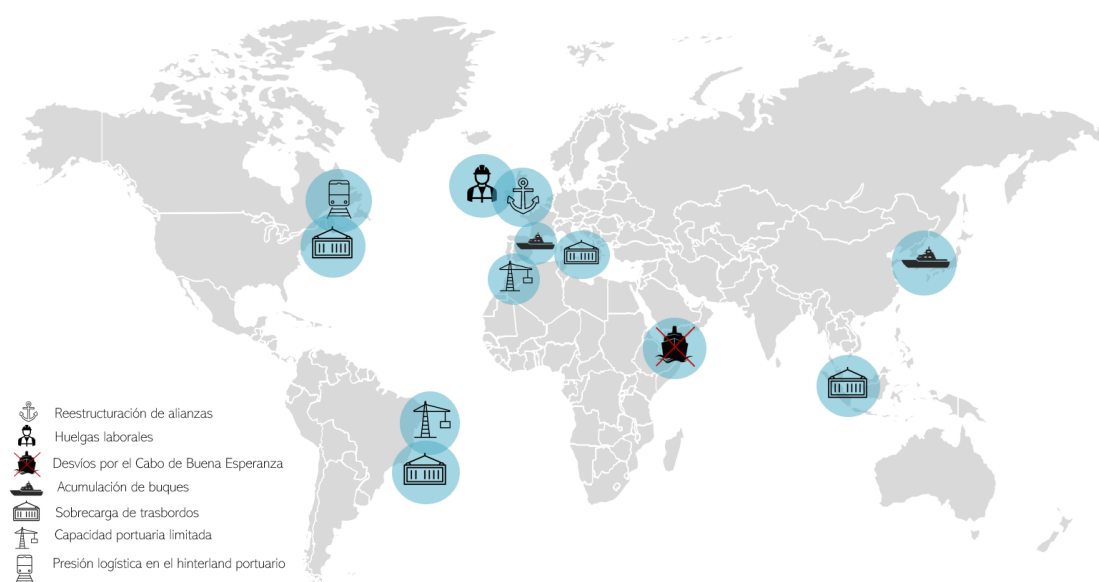 Reestructuración de alianzas
Huelgas laborales
Desvíos por el Cabo de Buena Esperanza
Acumulación de buques
Sobrecarga de trasbordos
Capacidad portuaria limitada
Presión logística en el hinterland portuario